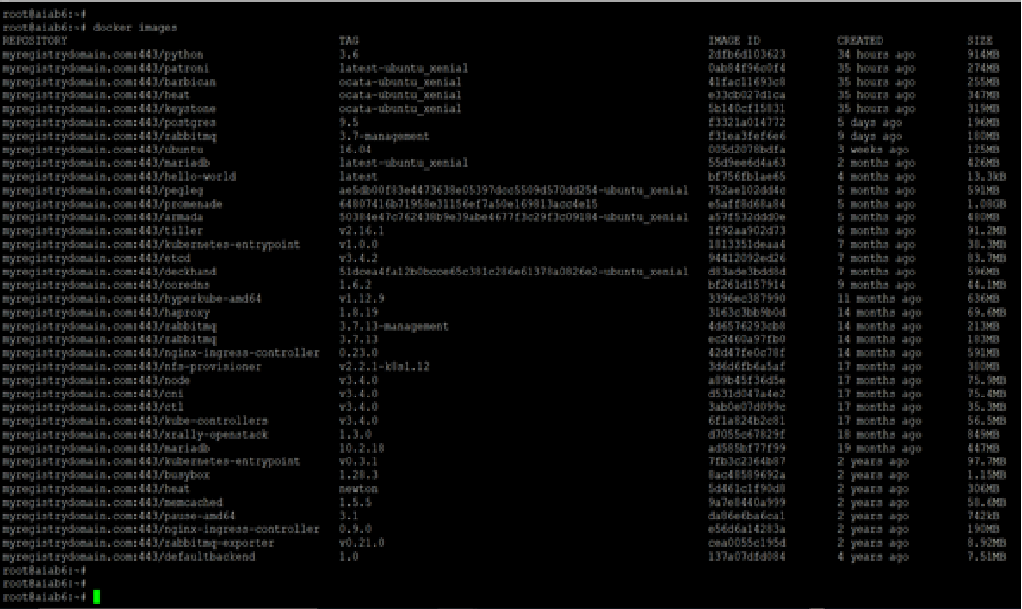 root@aiab6:~#
root@aiab6:~# docker images
REPOSITORY TAG IMAGE ID CREATED SIZE
myregistrydomain.com:443/python 3.6 2dfb6d103623 34 hours ago 914MB
myregistrydomain.com:443/patroni latest-ubuntu_xenial 0ab84f96c0f4 35 hours ago 274MB
myregistrydomain.com:443/barbican ocata-ubuntu_xenial 41fac11693c8 35 hours ago 255MB
myregistrydomain.com:443/heat ocata-ubuntu_xenial e33cb027d1ca 35 hours ago 347MB
myregistrydomain.com:443/keystone ocata-ubuntu_xenial 5b140cf15831 35 hours ago 319MB
myregistrydomain.com:443/postgres 9.5 f3321a014772 5 days ago 196MB
myregistrydomain.com:443/rabbitmq 3.7-management f31ea3fef6e6 9 days ago 180MB
myregistrydomain.com:443/ubuntu 16.04 005d2078bdfa 3 weeks ago 125MB
myregistrydomain.com:443/mariadb latest-ubuntu_xenial 55d9ee6d4a63 2 months ago 426MB
myregistrydomain.com:443/hello-world latest bf756fb1ae65 4 months ago 13.3kB
myregistrydomain.com:443/pegleg ae5db00f83e4473638e05397dcc5509d570dd254-ubuntu_xenial 752ae102dd4c 5 months ago 591MB
myregistrydomain.com:443/promenade 64807416b71958e31156ef7a50e169813acc4e15 e5aff8d68a84 5 months ago 1.08GB
myregistrydomain.com:443/armada 50384e47c762438b9e39abe4677f3c29f3c09184-ubuntu_xenial a57f532ddd0e 5 months ago 480MB
myregistrydomain.com:443/tiller v2.16.1 1f92aa902d73 6 months ago 91.2MB
myregistrydomain.com:443/kubernetes-entrypoint v1.0.0 1813351deaa4 7 months ago 38.3MB
myregistrydomain.com:443/etcd v3.4.2 94412092ed26 7 months ago 83.7MB
myregistrydomain.com:443/deckhand 51dcea4fa12b0bcce65c381c286e61378a0826e2-ubuntu_xenial d83ade3bdd8d 7 months ago 596MB
myregistrydomain.com:443/coredns 1.6.2 bf261d157914 9 months ago 44.1MB
myregistrydomain.com:443/hyperkube-amd64 v1.12.9 3396ec387990 11 months ago 636MB
myregistrydomain.com:443/haproxy 1.8.19 3163c3bb9b0d 14 months ago 69.6MB
myregistrydomain.com:443/rabbitmq 3.7.13-management 4d6576293cb8 14 months ago 213MB
myregistrydomain.com:443/rabbitmq 3.7.13 ec2460a97fb0 14 months ago 183MB
myregistrydomain.com:443/nginx-ingress-controller 0.23.0 42d47fe0c78f 14 months ago 591MB
myregistrydomain.com:443/nfs-provisioner v2.2.1-k8s1.12 3d6d6fb6a5af 17 months ago 380MB
myregistrydomain.com:443/node v3.4.0 a89b45f36d5e 17 months ago 75.9MB
myregistrydomain.com:443/cni v3.4.0 d531d047a4e2 17 months ago 75.4MB
myregistrydomain.com:443/ctl v3.4.0 3ab0e07d099c 17 months ago 35.3MB
myregistrydomain.com:443/kube-controllers v3.4.0 6f1a824b2c81 17 months ago 56.5MB
myregistrydomain.com:443/xrally-openstack 1.3.0 d7055c67829f 18 months ago 849MB
myregistrydomain.com:443/mariadb 10.2.18 ad585bf77f99 19 months ago 447MB
myregistrydomain.com:443/kubernetes-entrypoint v0.3.1 7fb3c2364b87 2 years ago 97.7MB
myregistrydomain.com:443/busybox 1.28.3 8ac48589692a 2 years ago 1.15MB
myregistrydomain.com:443/heat newton 5d461c1f90d8 2 years ago 306MB
myregistrydomain.com:443/memcached 1.5.5 9a7e8440a999 2 years ago 58.6MB
myregistrydomain.com:443/pause-amd64 3.1 da86e6ba6ca1 2 years ago 742kB
myregistrydomain.com:443/nginx-ingress-controller 0.9.0 e56d6a14283a 2 years ago 190MB
myregistrydomain.com:443/rabbitmq-exporter v0.21.0 cea0055c195d 2 years ago 8.92MB
myregistrydomain.com:443/defaultbackend 1.0 137a07dfd084 4 years ago 7.51MB
root@aiab6:~#
root@aiab6:~#
root@aiab6:~#